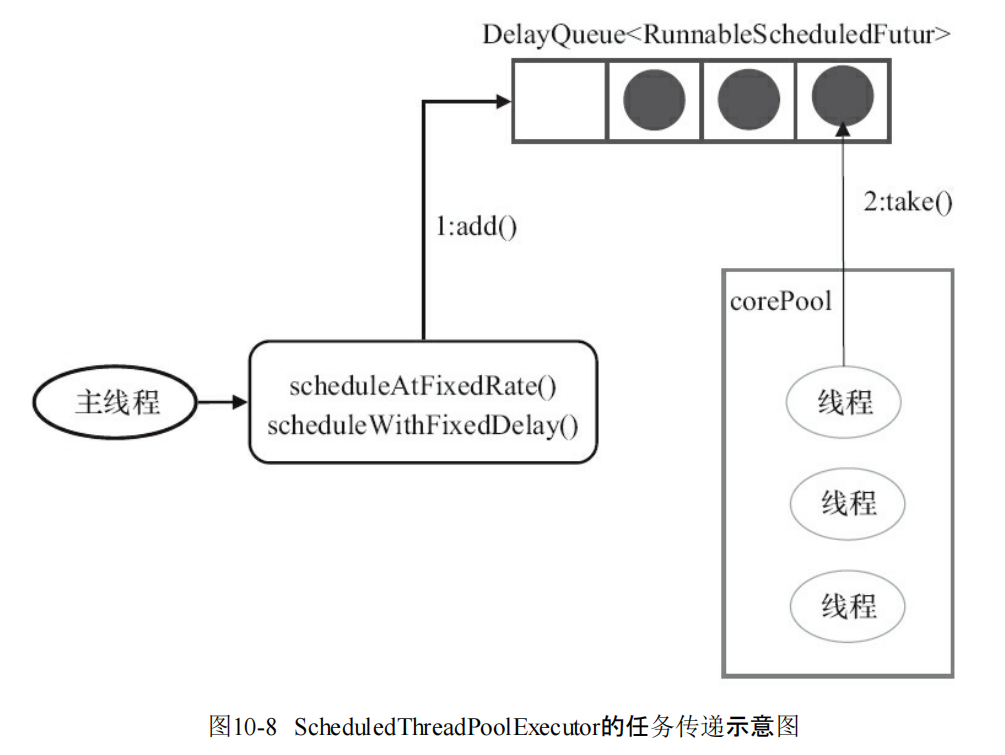 DelayQueue<RunnableScheduledFutur>
1:add()
2:take()
corePool
主线程
scheduleAtFixedRate()
scheduleWithFixedDelay()
线程
线程
线程
图10-8 ScheduledThreadPoolExecutor的任务传递示意图